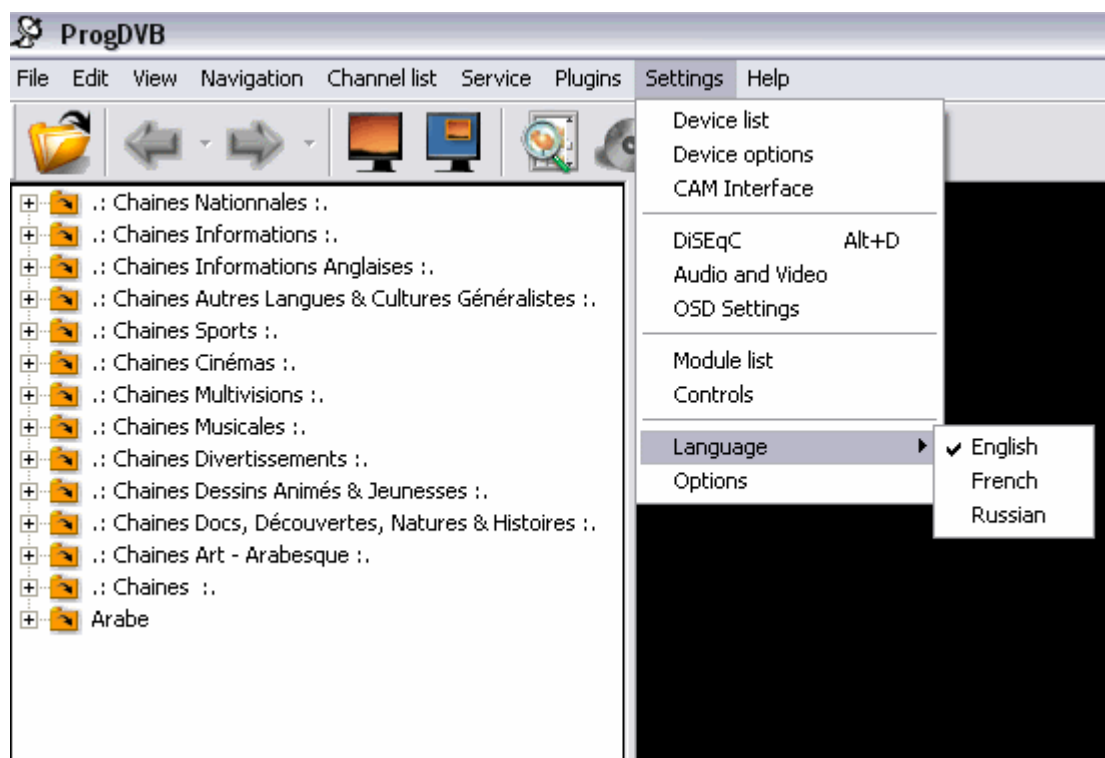 ProgDVB
File Edit View Navigation Channel list Service Plugins Settings Help
.: Chaines Nationnales :.
.: Chaines Informations :.
.: Chaines Informations Anglaises :.
.: Chaines Autres Langues & Cultures Généralistes :.
.: Chaines Sports :.
.: Chaines Cinémas :.
.: Chaines Multivisions :.
.: Chaines Musicales :.
.: Chaines Divertissements :.
.: Chaines Dessins Animés & Jeunesses :.
.: Chaines Docs, Découvertes, Natures & Histoires :.
.: Chaines Art - Arabesque :.
.: Chaines :.
Arabe
Device list
Device options
CAM Interface
DiSEqC Alt+D
Audio and Video
OSD Settings
Module list
Controls
Language
Options
English
French
Russian